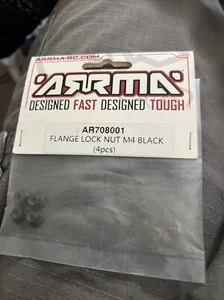 ARRMA-RC.COM
ARRMA
DESIGNED FAST DESIGNED TOUGH
AR708001
FLANGE LOCK NUT M4 BLACK
(4pcs)